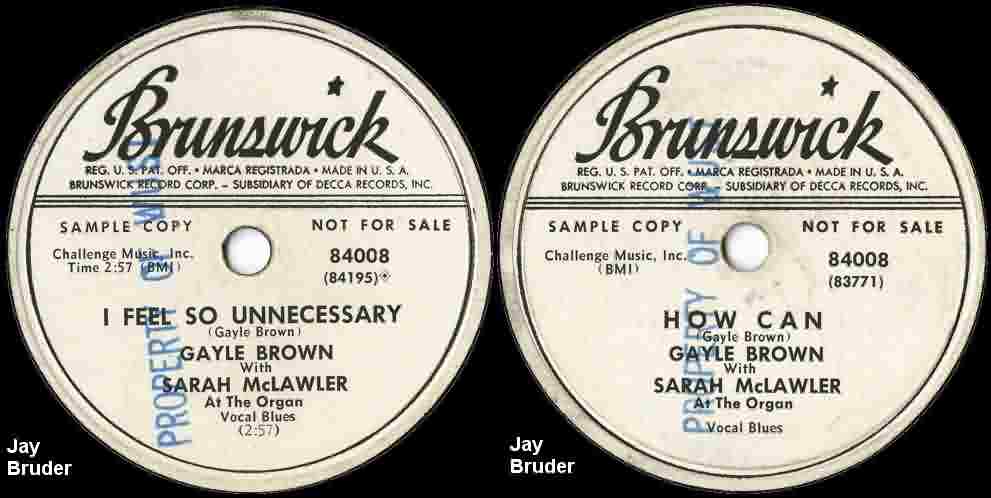 Brunswick
REG. U. S. PAT. OFF. • MARCA REGISTRADA • MADE IN U. S. A.
BRUNSWICK RECORD CORP. – SUBSIDIARY OF DECCA RECORDS, INC.
SAMPLE COPY NOT FOR SALE
Challenge Music, Inc. 84008
Time 2:57 (BMI) (84195)
I FEEL SO UNNECESSARY
(Gayle Brown)
GAYLE BROWN
With
SARAH McLAWLER
At The Organ
Vocal Blues
(2:57)
PROPERTY OF WUST
Jay
Bruder
Brunswick
REG. U. S. PAT. OFF. • MARCA REGISTRADA • MADE IN U. S. A.
BRUNSWICK RECORD CORP. – SUBSIDIARY OF DECCA RECORDS, INC.
SAMPLE COPY NOT FOR SALE
Challenge Music, Inc. 84008
(BMI) (83771)
HOW CAN
(Gayle Brown)
GAYLE BROWN
With
SARAH McLAWLER
At The Organ
Vocal Blues
PROPERTY OF
Jay
Bruder